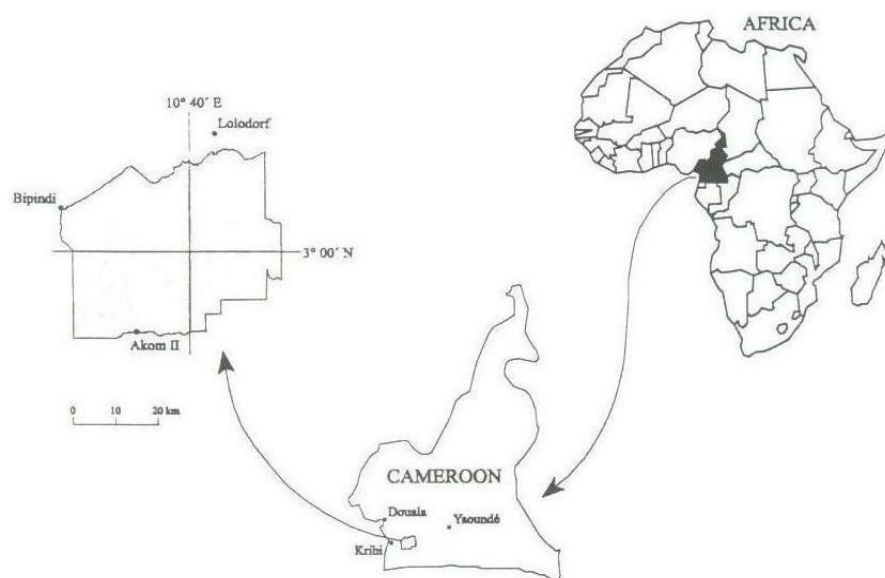 AFRICA
10° 40´ E
Lolodorf
Bipindi
3° 00´ N
Akom II
0 10 20 km
CAMEROON
Douala
Yaoundé
Kribi